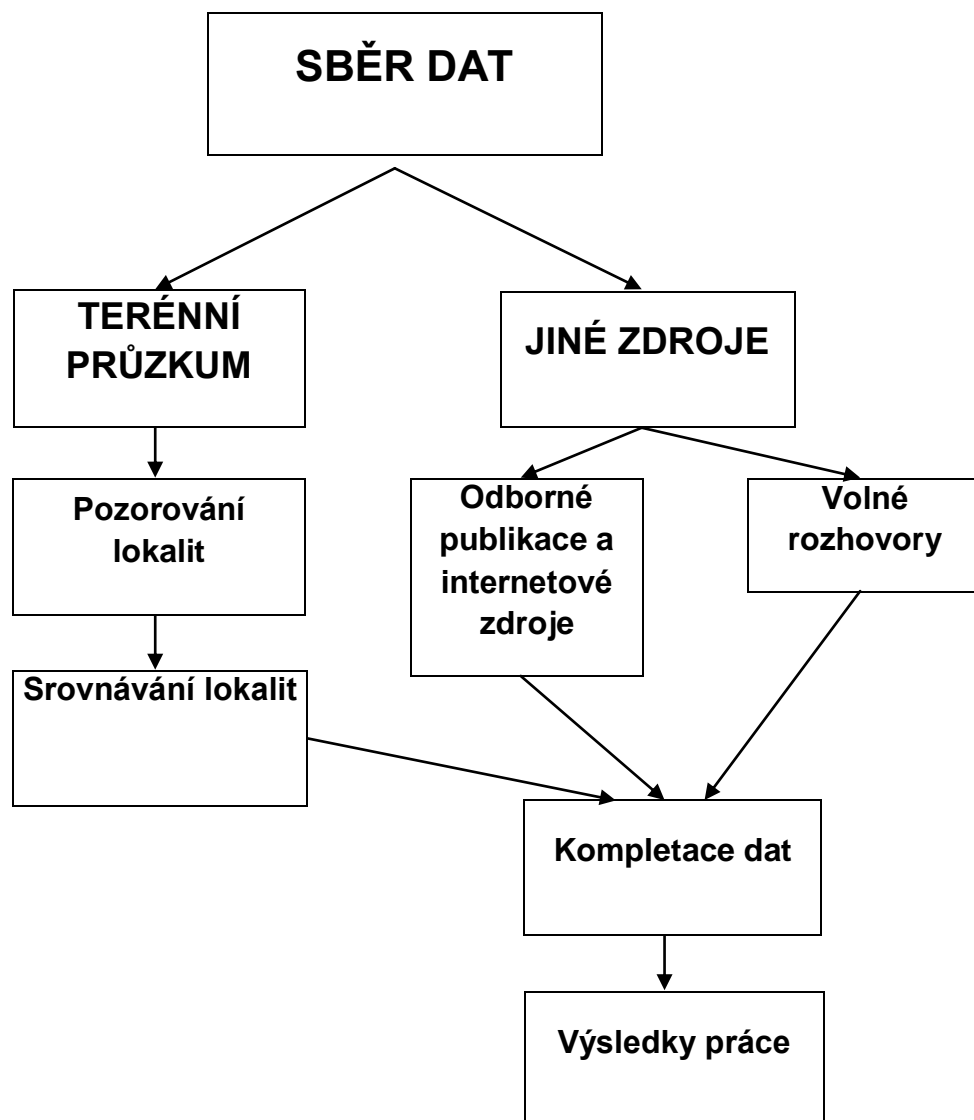 SBĚR DAT
TERÉNNÍ
PRŮZKUM
JINÉ ZDROJE
Pozorování
lokalit
Odborné
publikace a
internetové
zdroje
Volné
rozhovory
Srovnávání lokalit
Kompletace dat
Výsledky práce